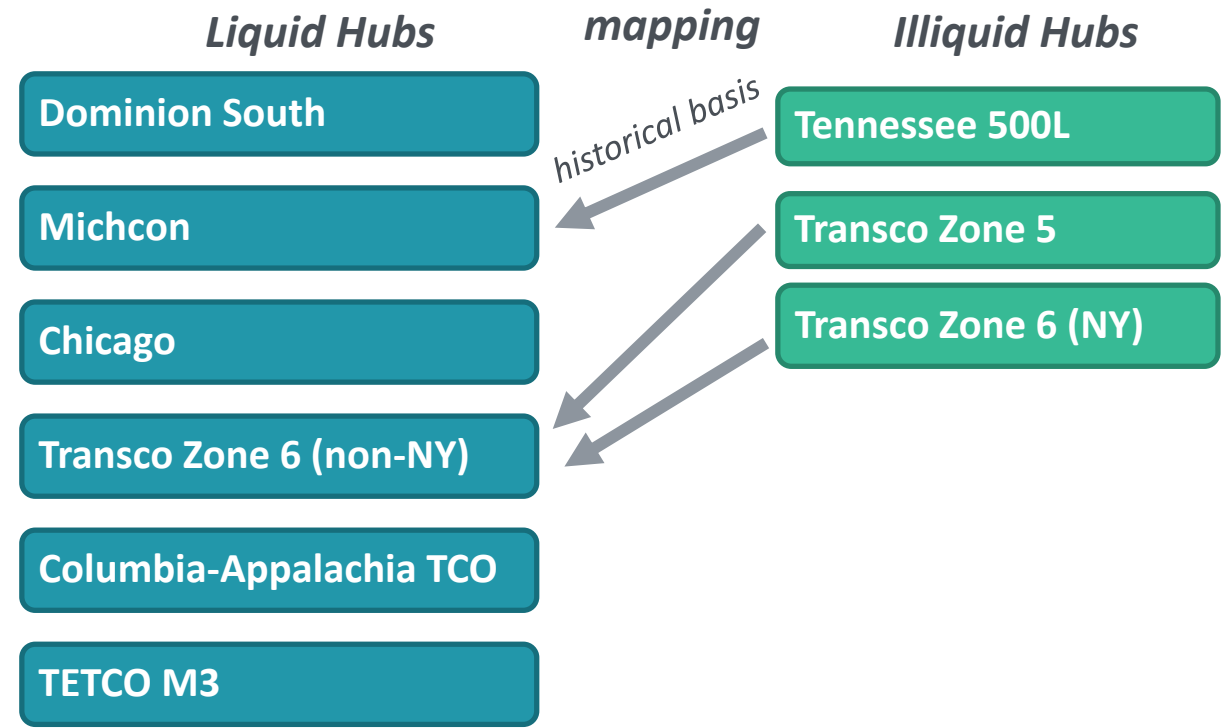 Liquid Hubs
mapping
Illiquid Hubs
Dominion South
Michcon
Chicago
Transco Zone 6 (non-NY)
Columbia-Appalachia TCO
TETCO M3
historical basis
Tennessee 500L
Transco Zone 5
Transco Zone 6 (NY)